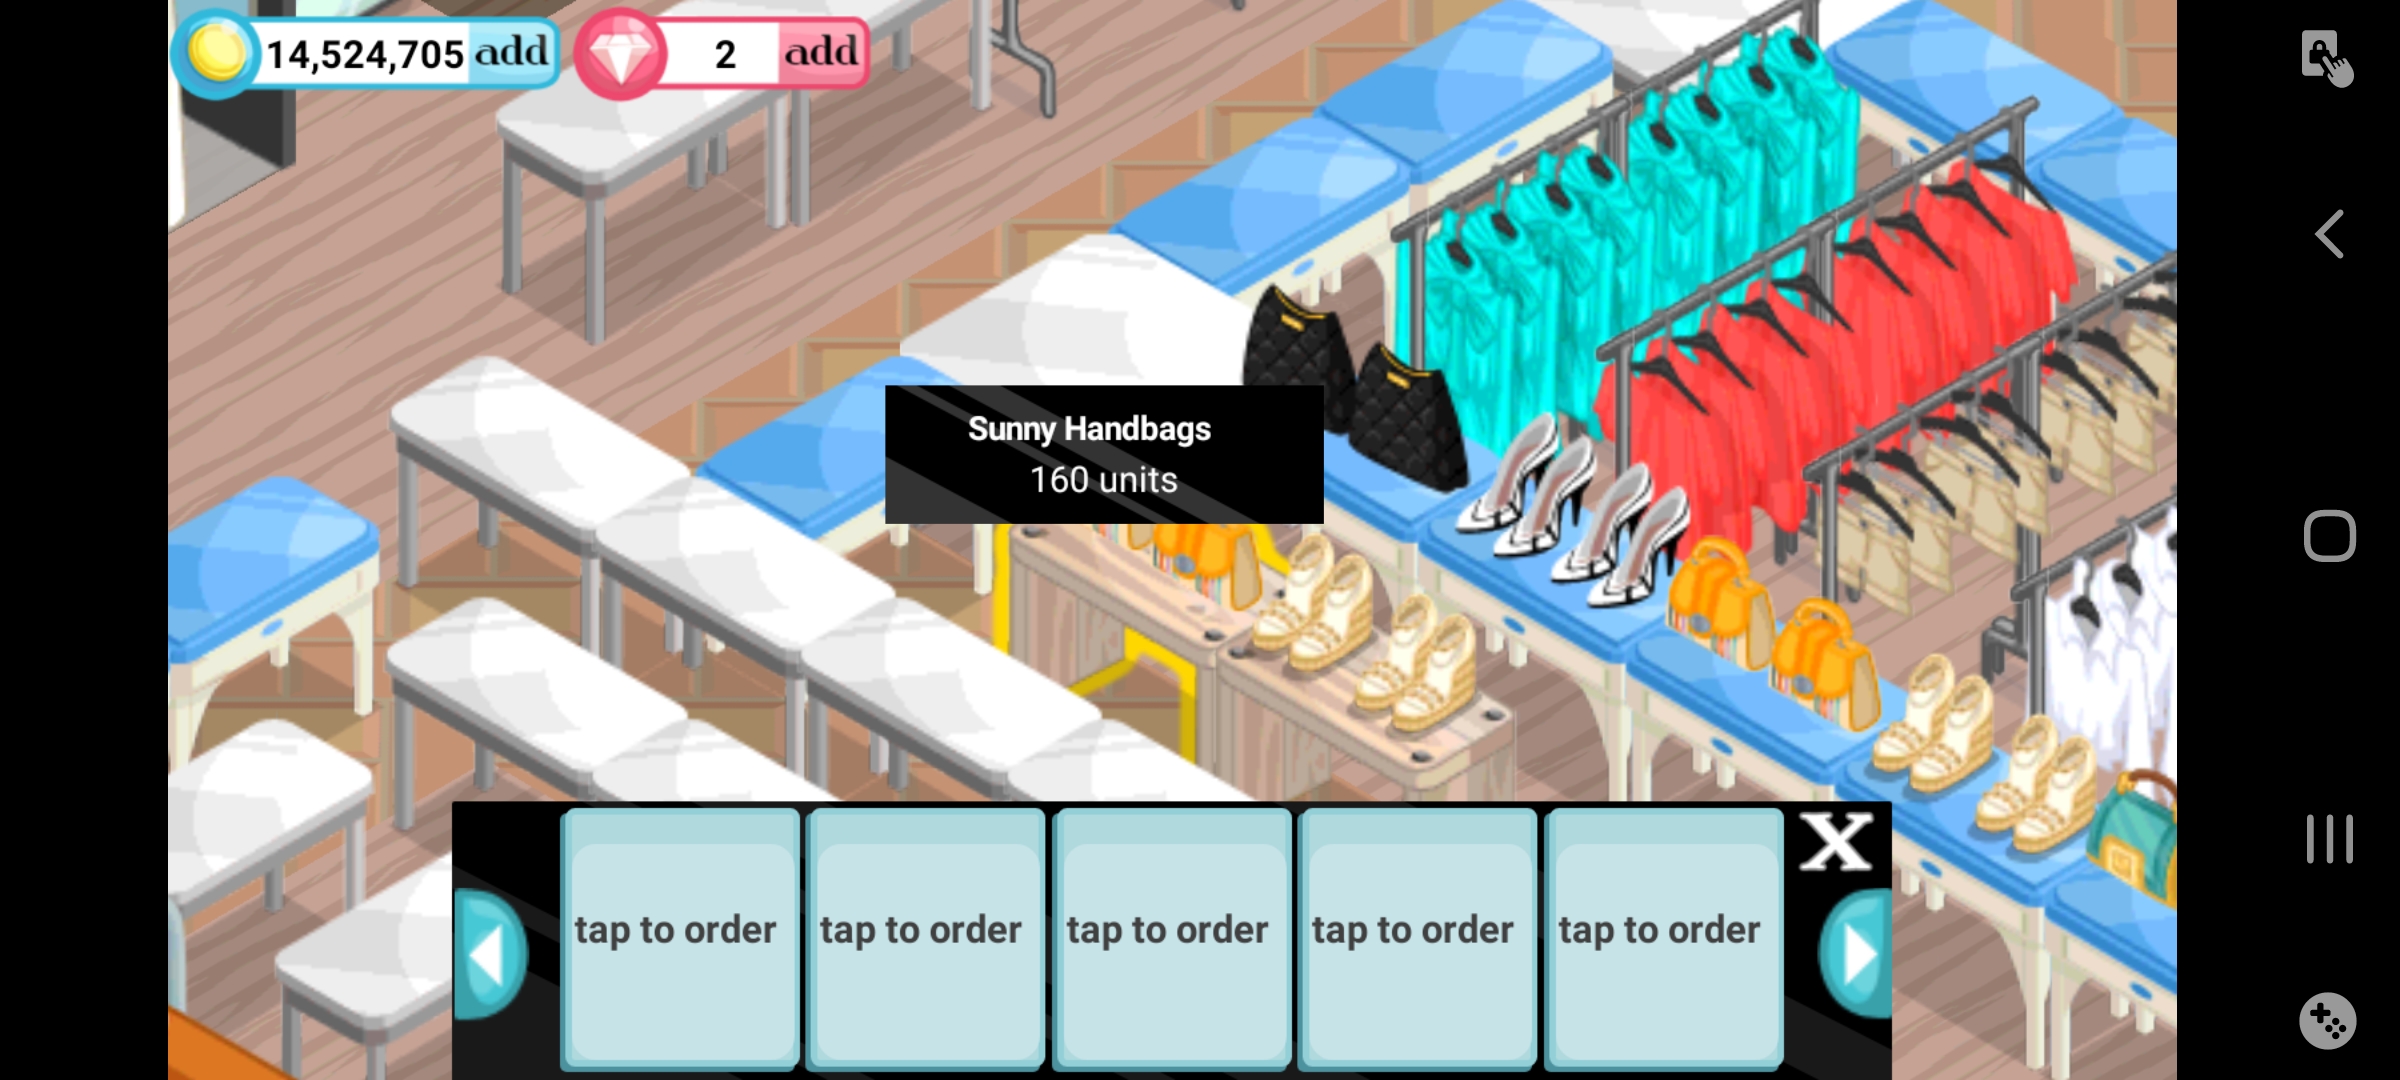 14,524,705 add
2 add
Sunny Handbags
160 units
X
tap to order
tap to order
tap to order
tap to order
tap to order